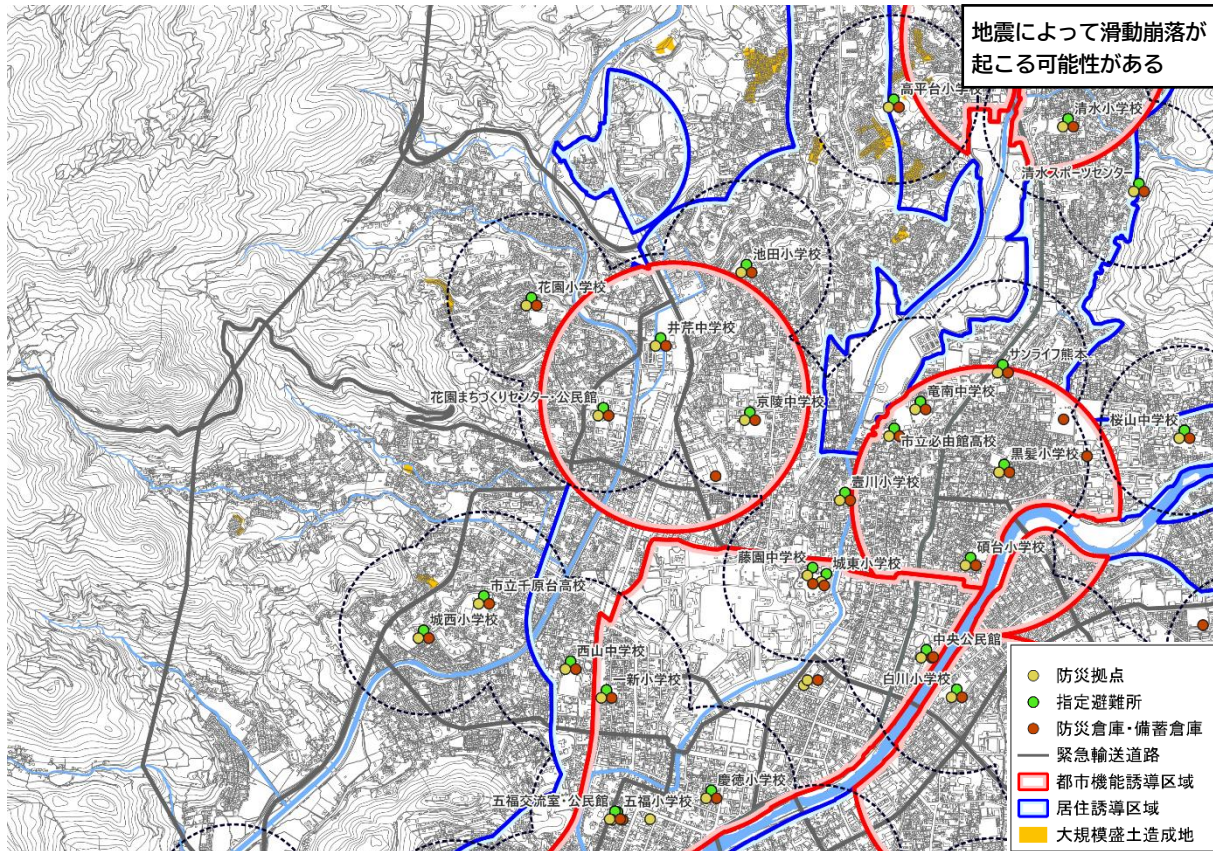 地震によって滑動崩落が
起こる可能性がある
高平台小学校
清水小学校
清水スポーツセンター
池田小学校
花園小学校
井芹中学校
サンライフ熊本
花園まちづくりセンター・公民館
京陵中学校
竜南中学校
桜山中学校
市立必由館高校
黒髪小学校
壺川小学校
藤園中学校
城東小学校
碩台小学校
市立千原台高校
城西小学校
中央公民館
西山中学校
一新小学校
白川小学校
慶徳小学校
五福交流室・公民館
五福小学校
防災拠点
指定避難所
防災倉庫・備蓄倉庫
緊急輸送道路
都市機能誘導区域
居住誘導区域
大規模盛土造成地